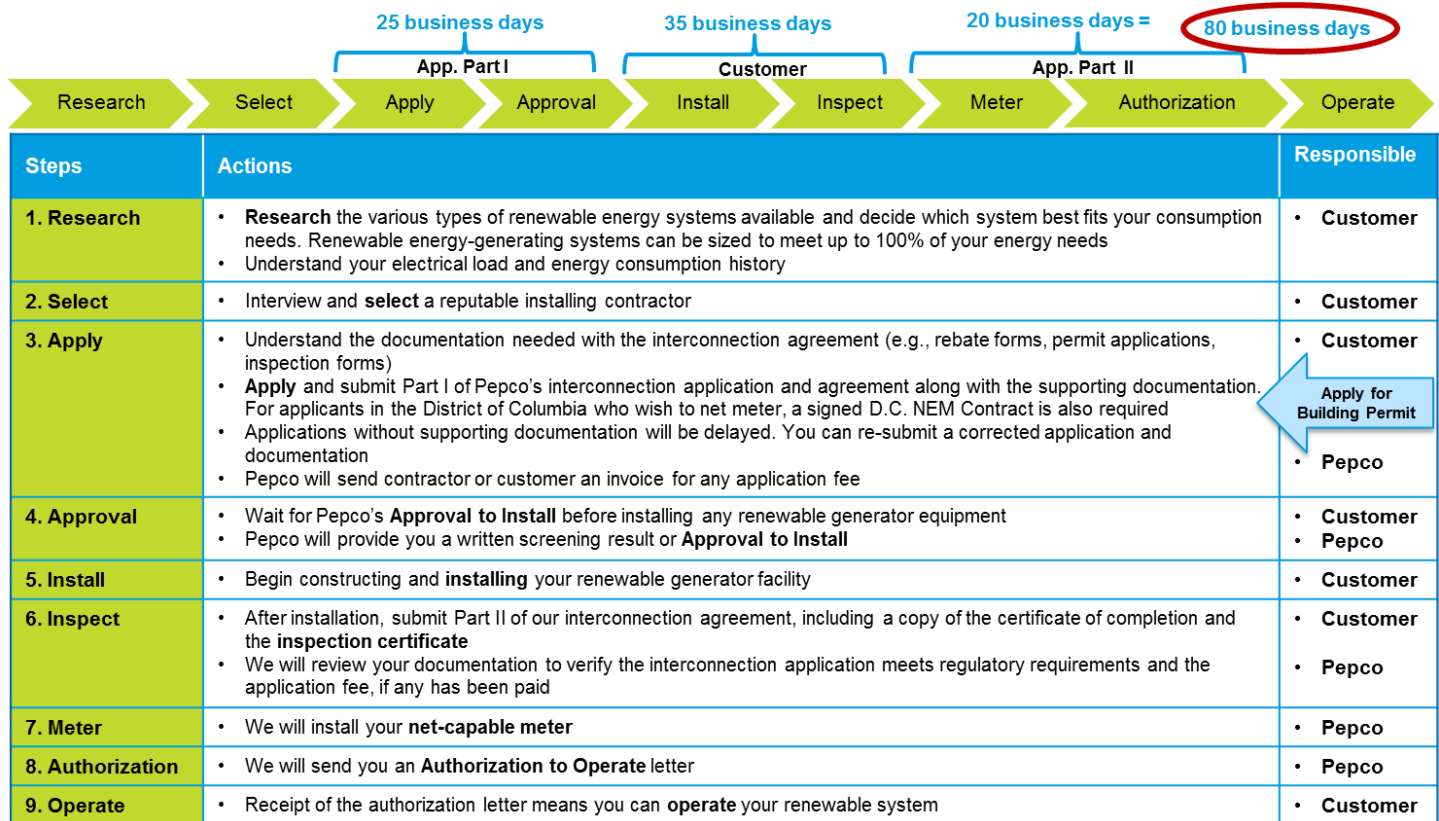 25 business days
35 business days
20 business days =
80 business days
App. Part I
Customer
App. Part II
Research
Select
Apply
Approval
Install
Inspect
Meter
Authorization
Operate
Steps
Actions
Responsible
1. Research
• Research the various types of renewable energy systems available and decide which system best fits your consumption
needs. Renewable energy-generating systems can be sized to meet up to 100% of your energy needs
• Understand your electrical load and energy consumption history
• Customer
2. Select
• Interview and select a reputable installing contractor
• Customer
3. Apply
• Understand the documentation needed with the interconnection agreement (e.g., rebate forms, permit applications,
inspection forms)
• Apply and submit Part I of Pepco's interconnection application and agreement along with the supporting documentation.
For applicants in the District of Columbia who wish to net meter, a signed D.C. NEM Contract is also required
• Applications without supporting documentation will be delayed. You can re-submit a corrected application and
documentation
• Pepco will send contractor or customer an invoice for any application fee
• Customer
Apply for
Building Permit
• Pepco
4. Approval
• Wait for Pepco's Approval to Install before installing any renewable generator equipment
• Pepco will provide you a written screening result or Approval to Install
• Customer
• Pepco
5. Install
• Begin constructing and installing your renewable generator facility
• Customer
6. Inspect
• After installation, submit Part II of our interconnection agreement, including a copy of the certificate of completion and
the inspection certificate
• We will review your documentation to verify the interconnection application meets regulatory requirements and the
application fee, if any has been paid
• Customer
• Pepco
7. Meter
• We will install your net-capable meter
• Pepco
8. Authorization
• We will send you an Authorization to Operate letter
• Pepco
9. Operate
• Receipt of the authorization letter means you can operate your renewable system
• Customer